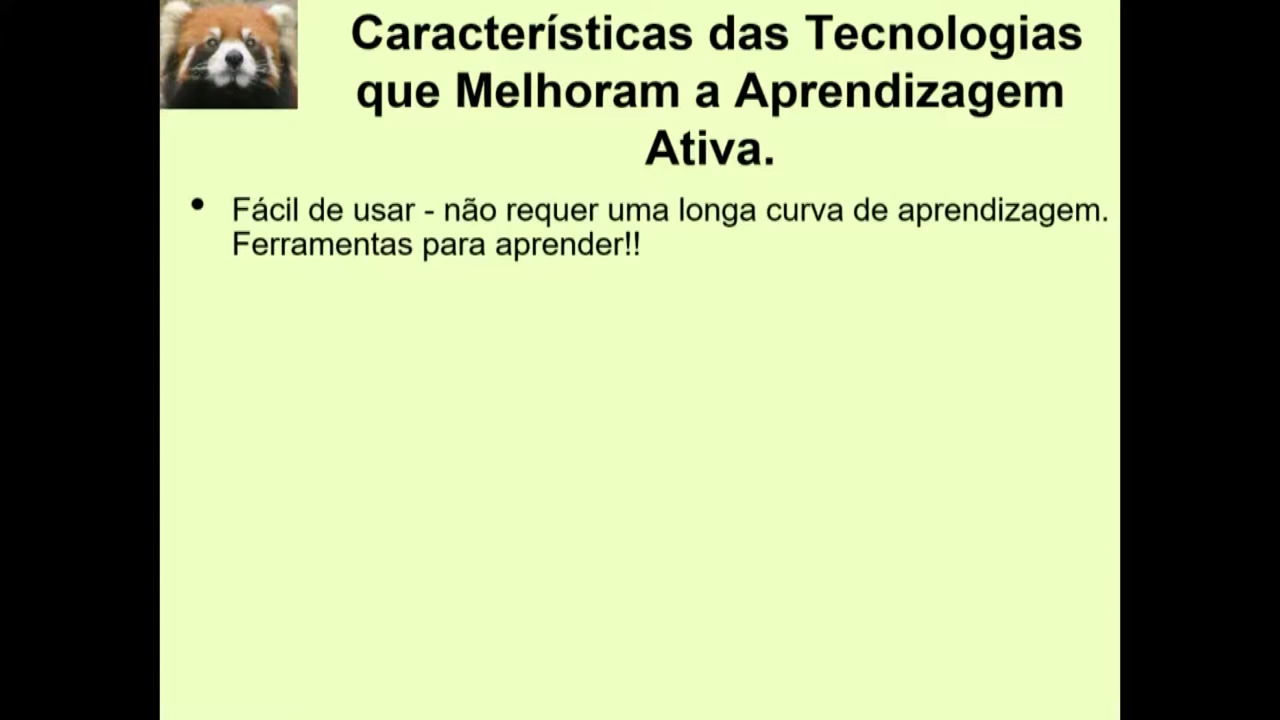 Características das Tecnologias
que Melhoram a Aprendizagem
Ativa.
• Fácil de usar - não requer uma longa curva de aprendizagem.
Ferramentas para aprender!!